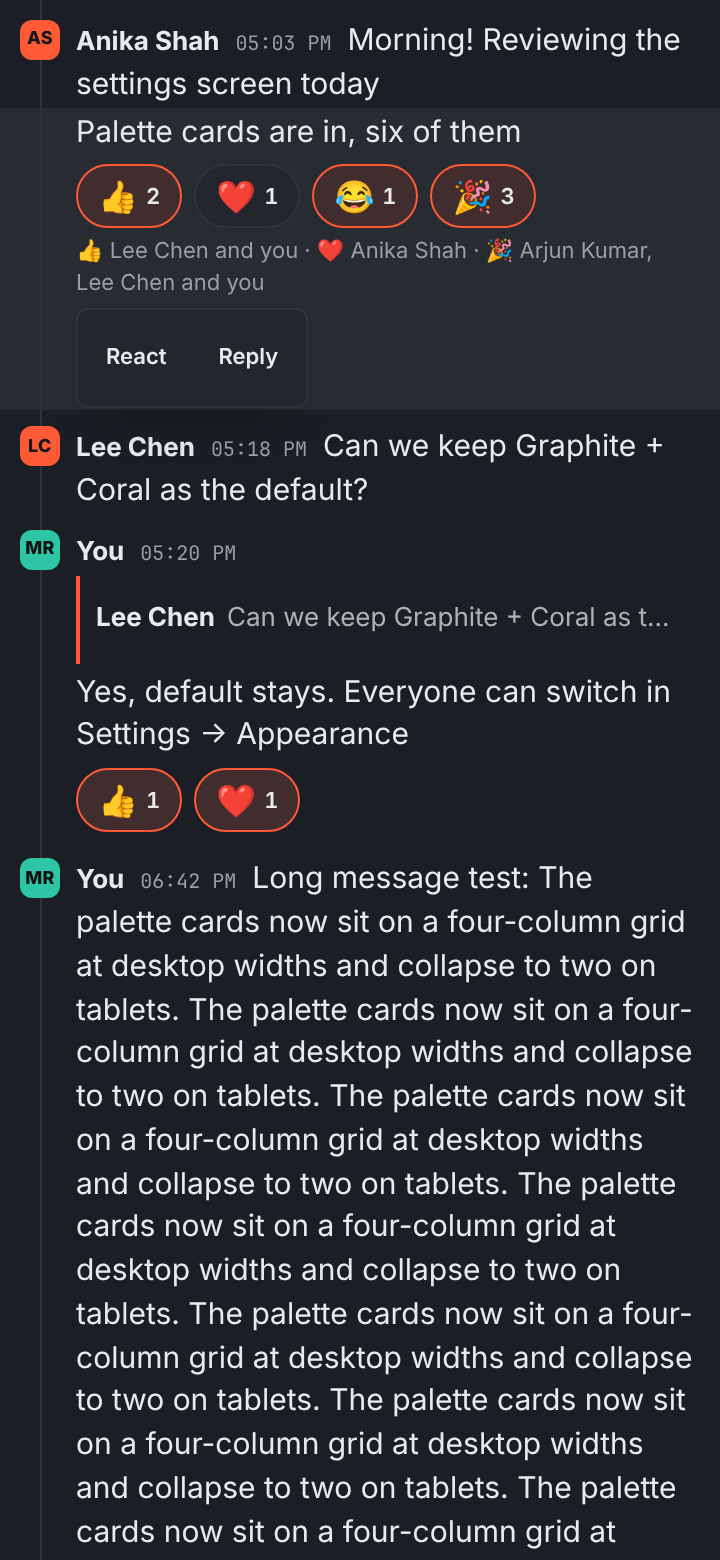 AS Anika Shah 05:03 PM Morning! Reviewing the
settings screen today
Palette cards are in, six of them
👍 2 ❤️ 1 😂 1 🎉 3
👍 Lee Chen and you · ❤️ Anika Shah · 🎉 Arjun Kumar,
Lee Chen and you
React Reply
LC Lee Chen 05:18 PM Can we keep Graphite +
Coral as the default?
MR You 05:20 PM
Lee Chen Can we keep Graphite + Coral as t...
Yes, default stays. Everyone can switch in
Settings → Appearance
👍 1 ❤️ 1
MR You 06:42 PM Long message test: The
palette cards now sit on a four-column grid
at desktop widths and collapse to two on
tablets. The palette cards now sit on a four-
column grid at desktop widths and collapse
to two on tablets. The palette cards now sit
on a four-column grid at desktop widths
and collapse to two on tablets. The palette
cards now sit on a four-column grid at
desktop widths and collapse to two on
tablets. The palette cards now sit on a four-
column grid at desktop widths and collapse
to two on tablets. The palette cards now sit
on a four-column grid at desktop widths
and collapse to two on tablets. The palette
cards now sit on a four-column grid at